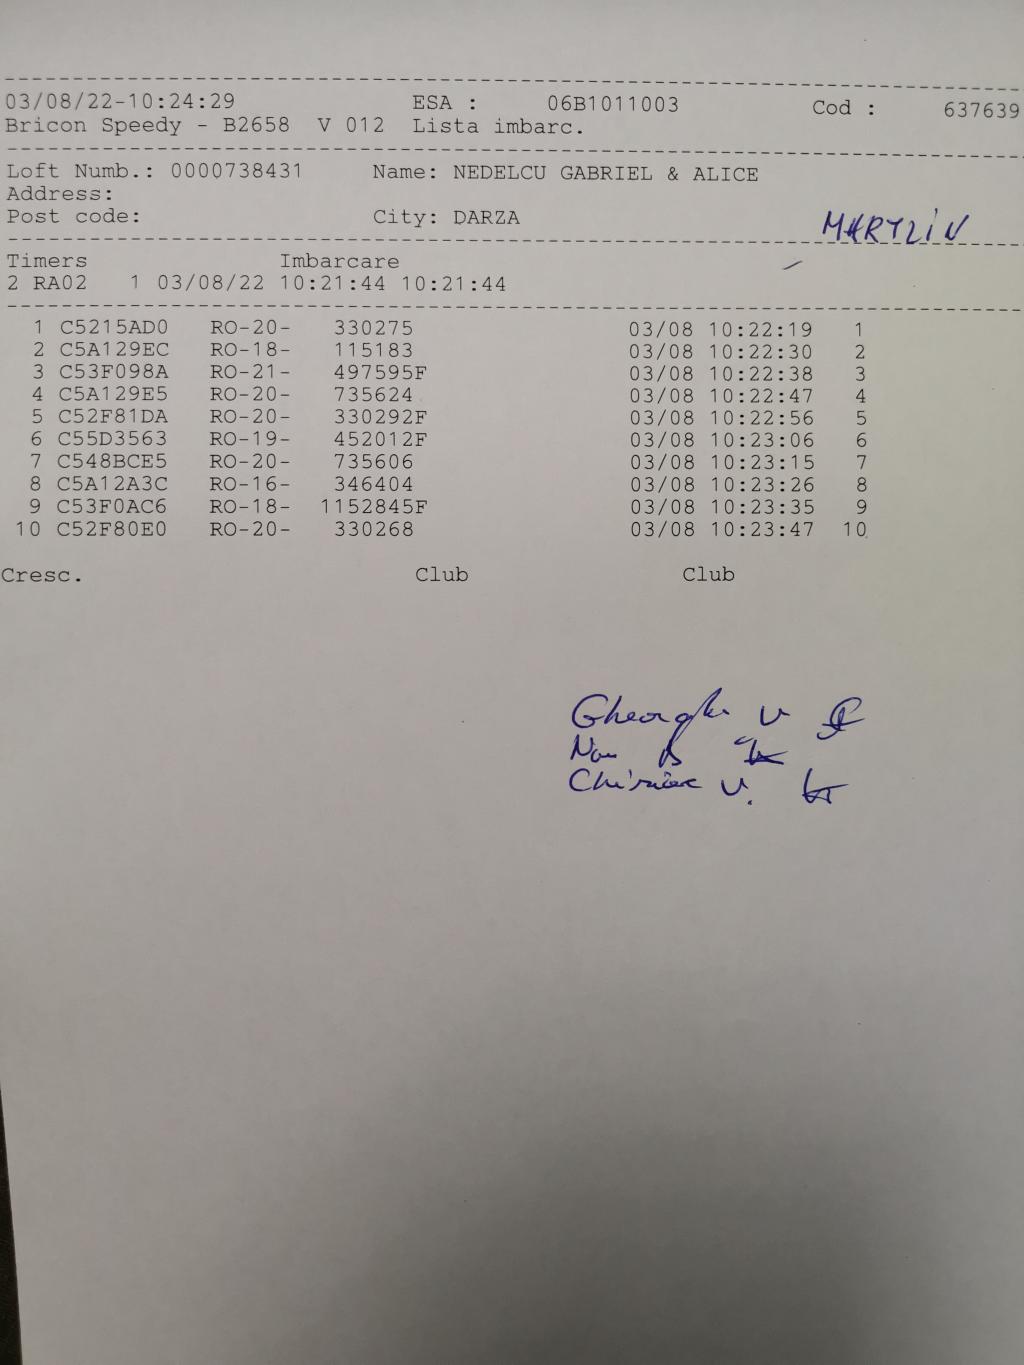 03/08/22-10:24:29 ESA : 06B1011003 Cod : 637639
Bricon Speedy - B2658 V 012 Lista imbarc.
Loft Numb.: 0000738431 Name: NEDELCU GABRIEL & ALICE
Address:
Post code: City: DARZA
MARTLIN
Timers Imbarcare
2 RA02 1 03/08/22 10:21:44 10:21:44
1 C5215AD0 RO-20- 330275 03/08 10:22:19 1
2 C5A129EC RO-18- 115183 03/08 10:22:30 2
3 C53F098A RO-21- 497595F 03/08 10:22:38 3
4 C5A129E5 RO-20- 735624 03/08 10:22:47 4
5 C52F81DA RO-20- 330292F 03/08 10:22:56 5
6 C55D3563 RO-19- 452012F 03/08 10:23:06 6
7 C548BCE5 RO-20- 735606 03/08 10:23:15 7
8 C5A12A3C RO-16- 346404 03/08 10:23:26 8
9 C53F0AC6 RO-18- 1152845F 03/08 10:23:35 9
10 C52F80E0 RO-20- 330268 03/08 10:23:47 10
Cresc. Club Club
Gheorghe V
Chiriac V.